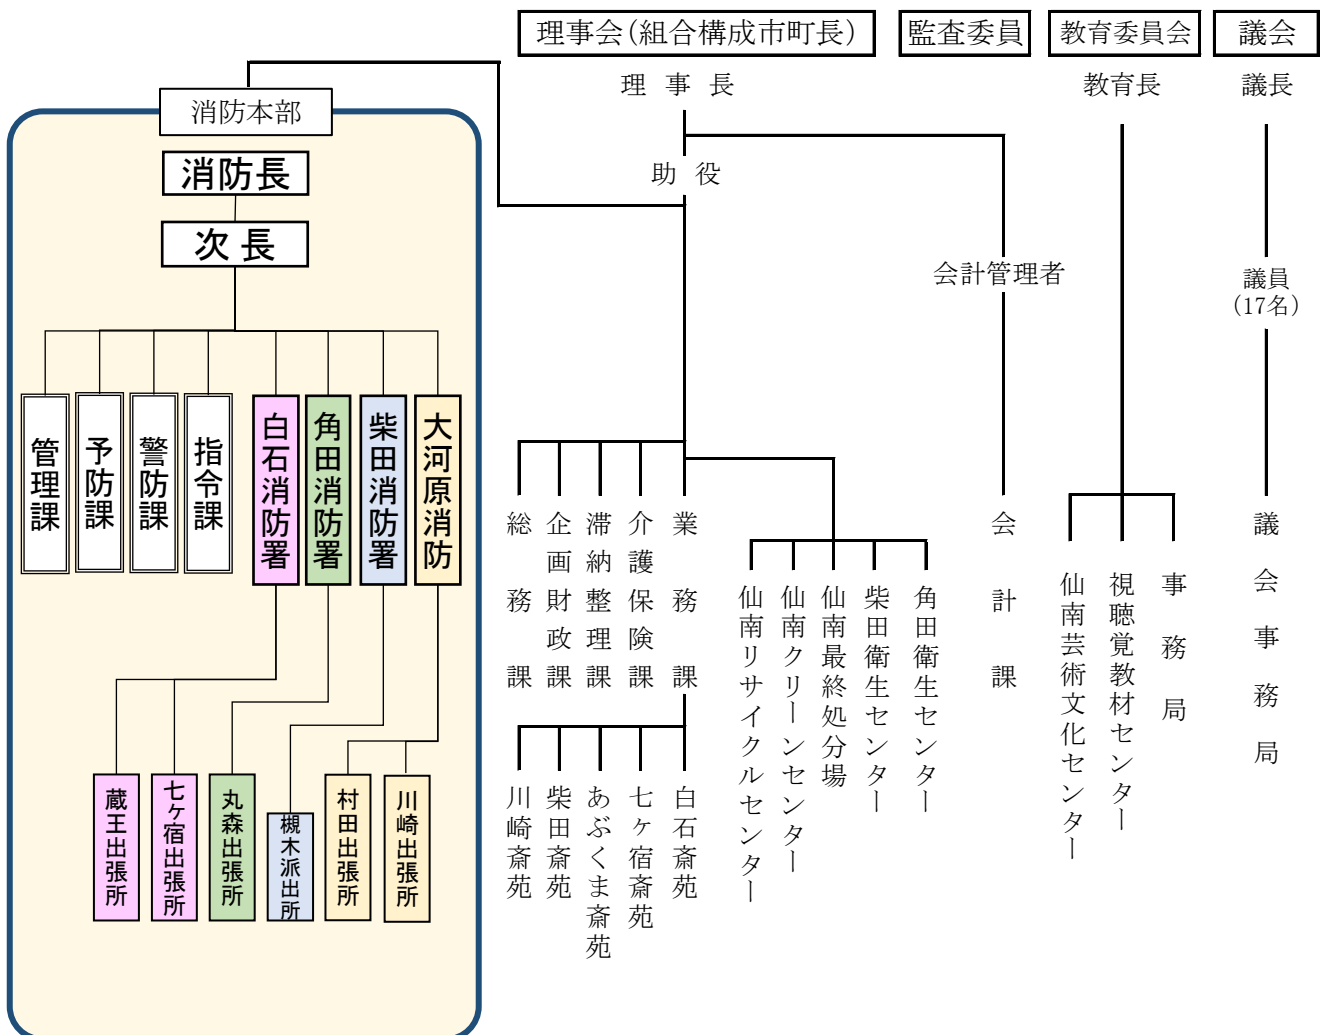 理事会(組合構成市町長)
監査委員
教育委員会
議会
理事長
教育長
議長
消防本部
消防長
次長
助役
会計管理者
議員
(17名)
管理課
予防課
警防課
指令課
白石消防署
角田消防署
柴田消防署
大河原消防
蔵王出張所
七ヶ宿出張所
丸森出張所
槻木派出所
村田出張所
川崎出張所
総務課
企画財政課
滞納整理課
介護保険課
業務課
川崎斎苑
柴田斎苑
あぶくま斎苑
七ヶ宿斎苑
白石斎苑
仙南リサイクルセンター
仙南クリーンセンター
仙南最終処分場
柴田衛生センター
角田衛生センター
会計課
仙南芸術文化センター
視聴覚教材センター
事務局
議会事務局